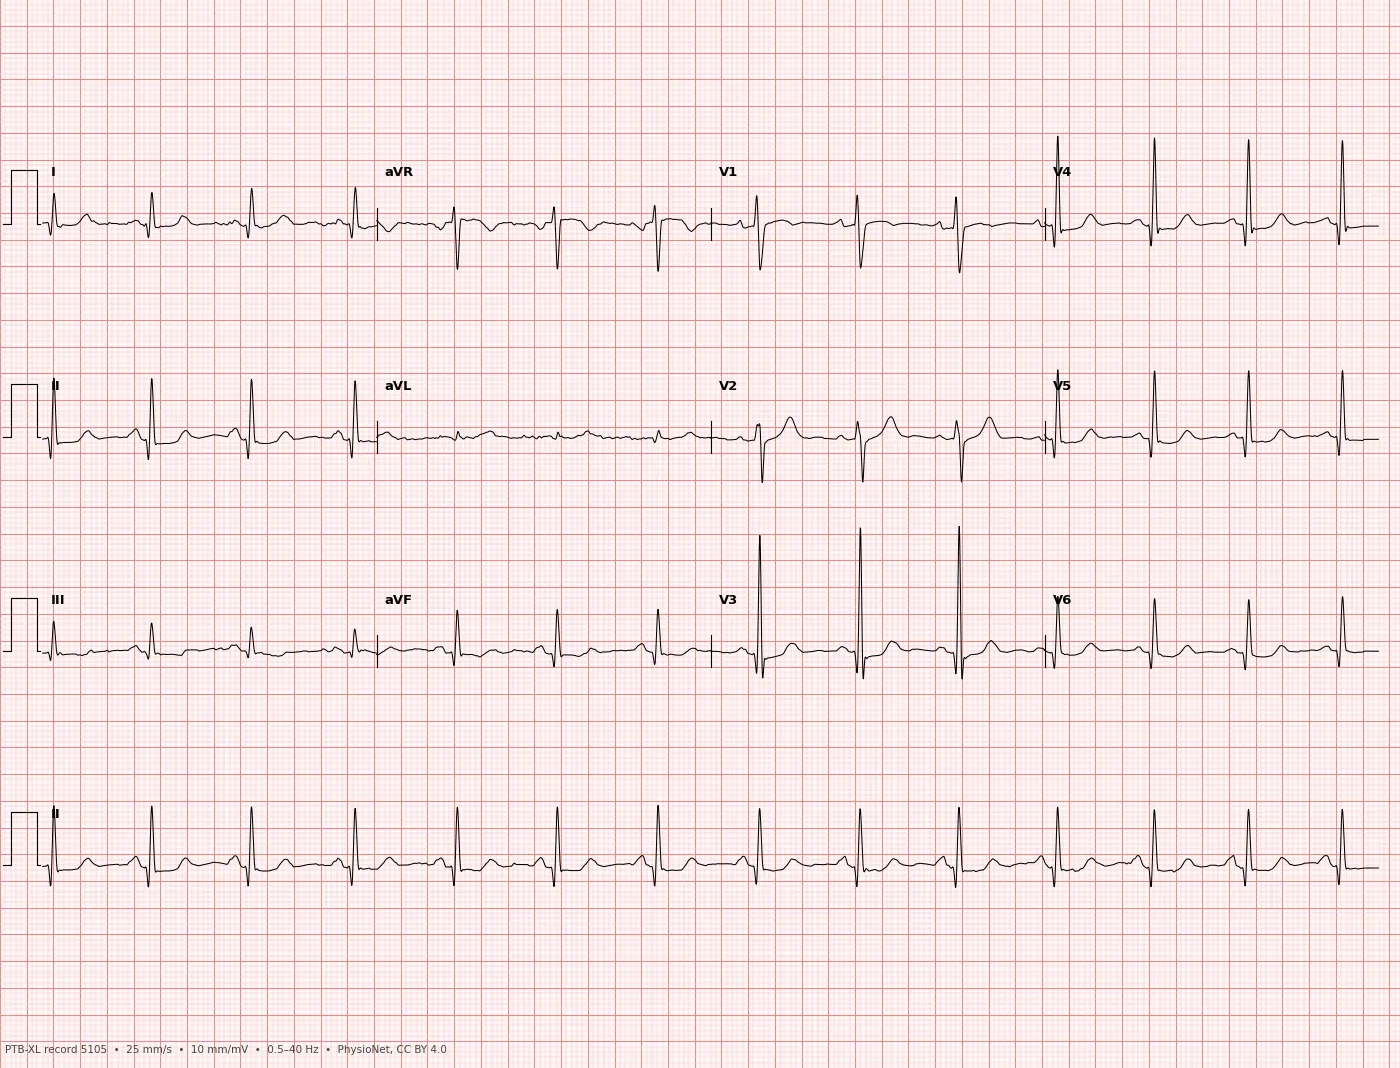 I aVR V1 V4
II aVL V2 V5
III aVF V3 V6
II
PTB-XL record 5105 • 25 mm/s • 10 mm/mV • 0.5–40 Hz • PhysioNet, CC BY 4.0